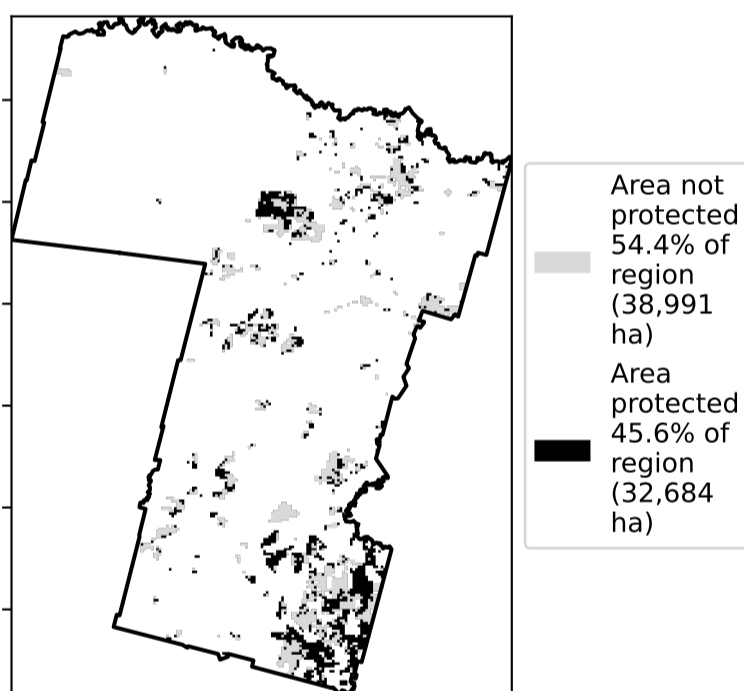 Area not
protected
54.4% of
region
(38,991
ha)
Area
protected
45.6% of
region
(32,684
ha)